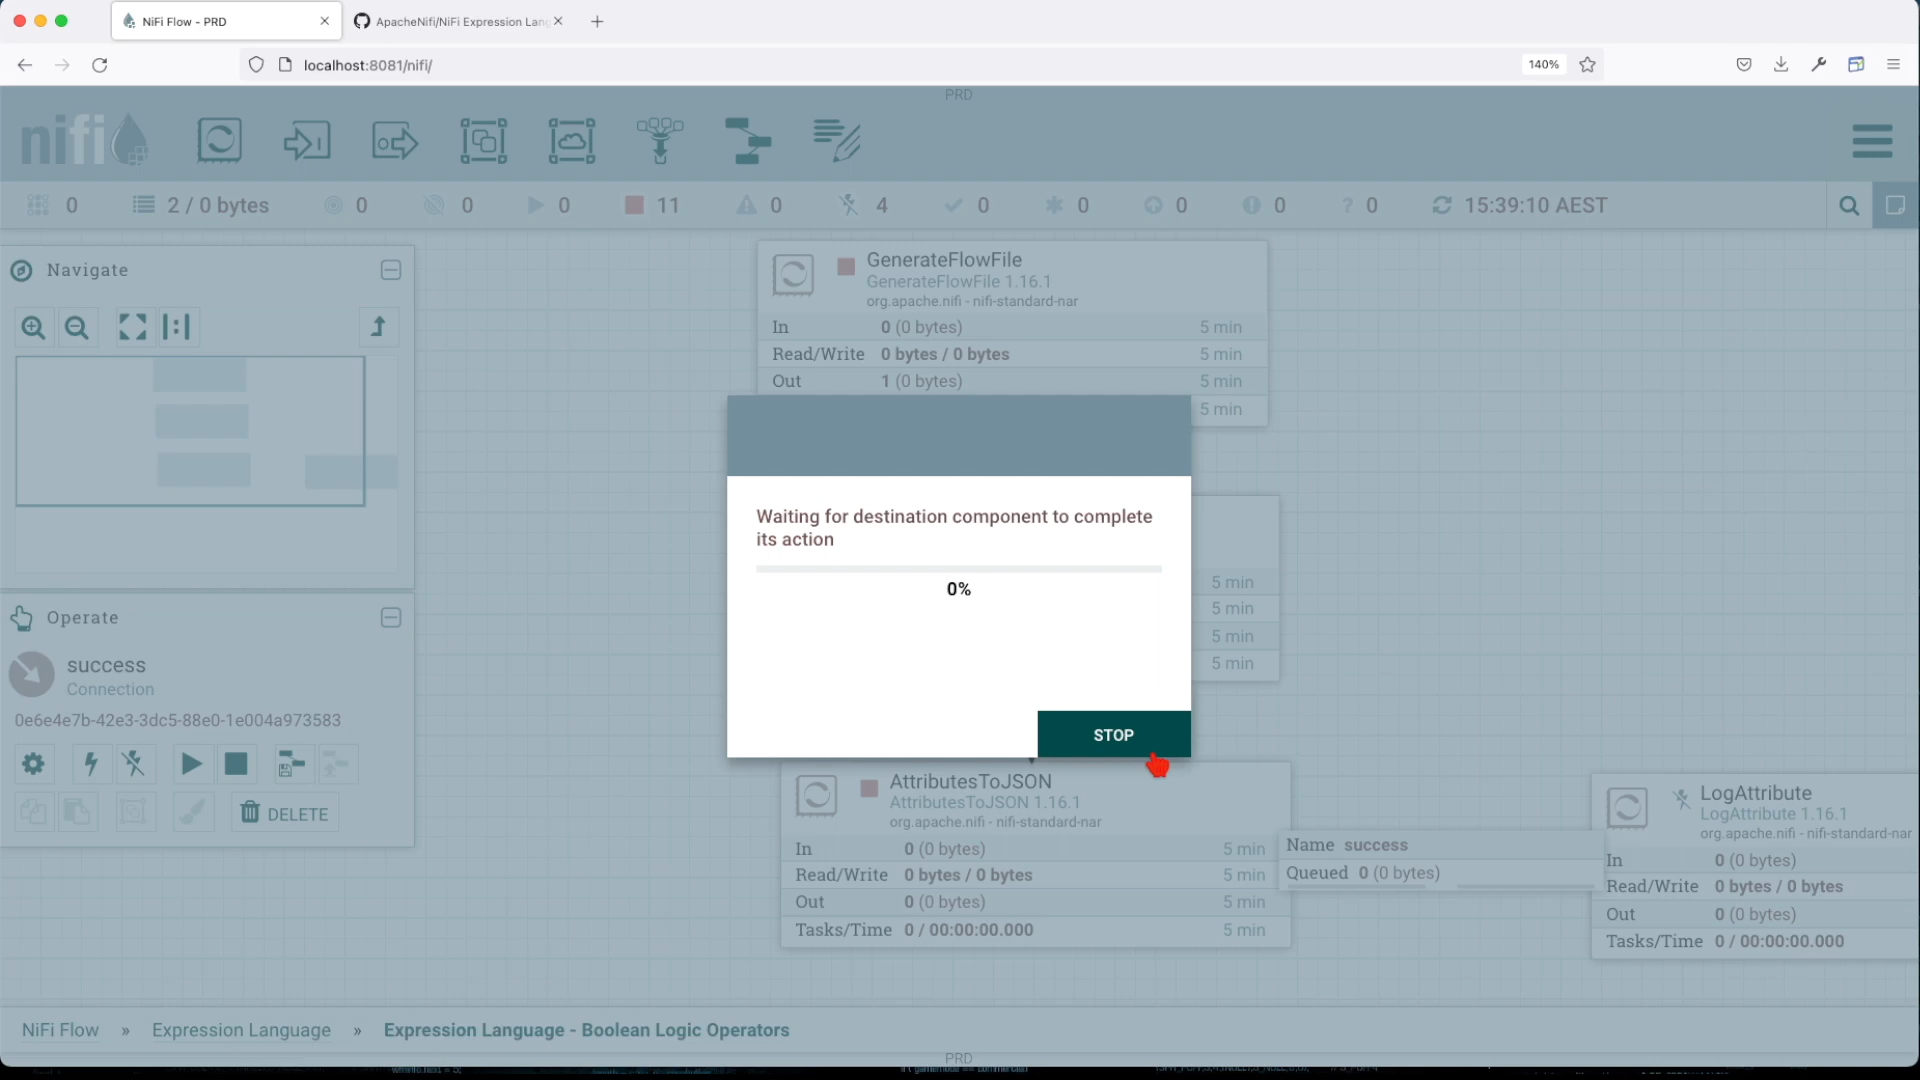 NiFi Flow - PRD
ApacheNifi/NiFi Expression Lang
localhost:8081/nifi/
140%
PRD
nifi
0
2 / 0 bytes
0
0
0
11
0
4
0
0
0
0
? 0
15:39:10 AEST
Navigate
GenerateFlowFile
GenerateFlowFile 1.16.1
org.apache.nifi - nifi-standard-nar
In 0 (0 bytes) 5 min
Read/Write 0 bytes / 0 bytes 5 min
Out 1 (0 bytes) 5 min
5 min
Waiting for destination component to complete
its action
0%
STOP
5 min
5 min
5 min
5 min
Operate
success
Connection
0e6e4e7b-42e3-3dc5-88e0-1e004a973583
DELETE
AttributesToJSON
AttributesToJSON 1.16.1
org.apache.nifi - nifi-standard-nar
In 0 (0 bytes) 5 min
Read/Write 0 bytes / 0 bytes 5 min
Out 0 (0 bytes) 5 min
Tasks/Time 0 / 00:00:00.000 5 min
Name success
Queued 0 (0 bytes)
LogAttribute
LogAttribute 1.16.1
org.apache.nifi - nifi-standard-nar
In 0 (0 bytes)
Read/Write 0 bytes / 0 bytes
Out 0 (0 bytes)
Tasks/Time 0 / 00:00:00.000
NiFi Flow » Expression Language » Expression Language - Boolean Logic Operators
PRD